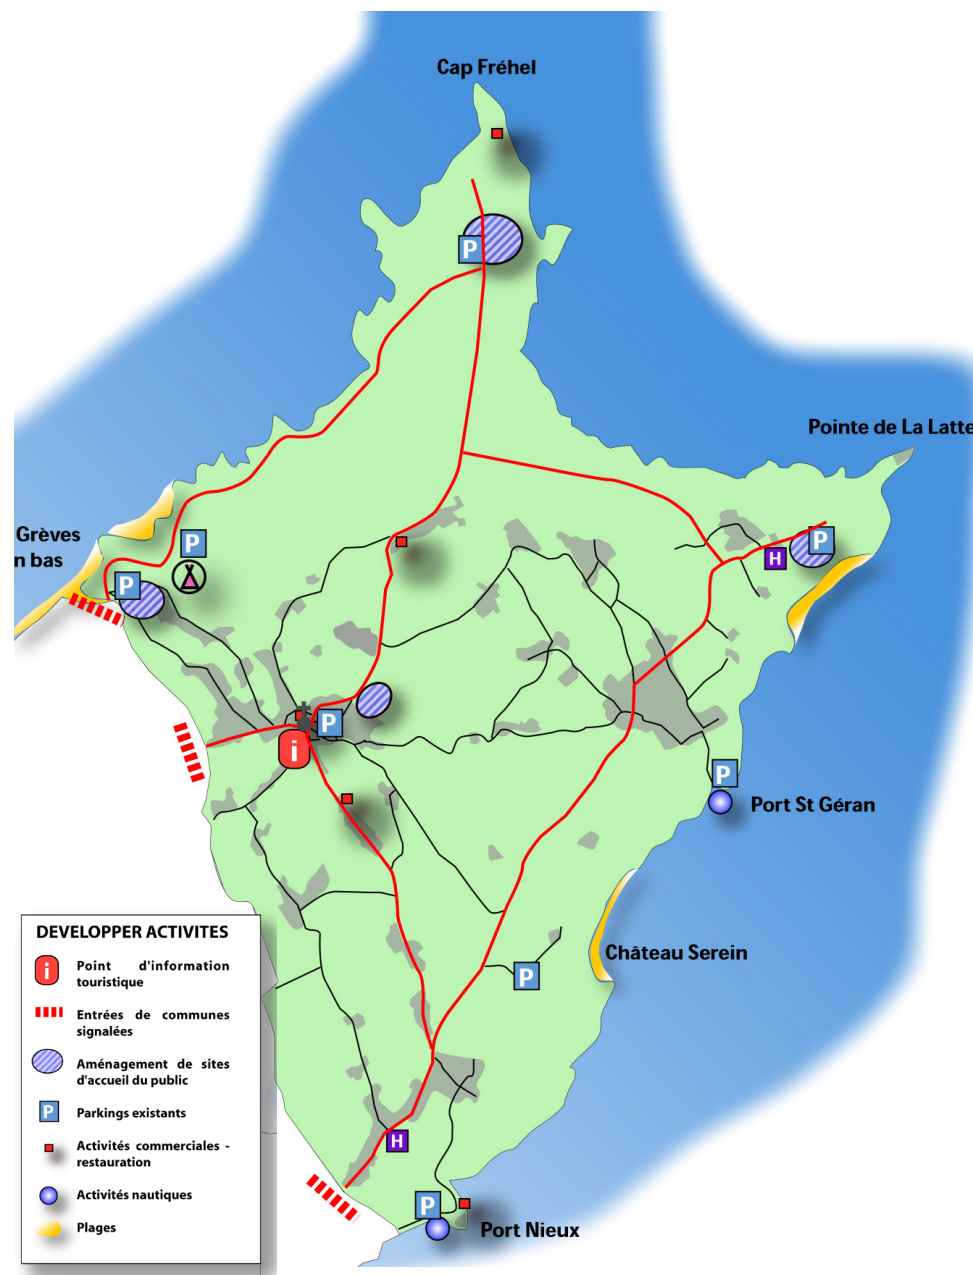 Cap Fréhel
P
Pointe de La Latte
Grèves
n bas
P
P
H
P
P
i
P
Port St Géran
Château Serein
P
H
P
Port Nieux
DEVELOPPER ACTIVITES
i
Point d'information
touristique
Entrées de communes
signalées
Aménagement de sites
d'accueil du public
P
Parkings existants
Activités commerciales -
restauration
Activités nautiques
Plages